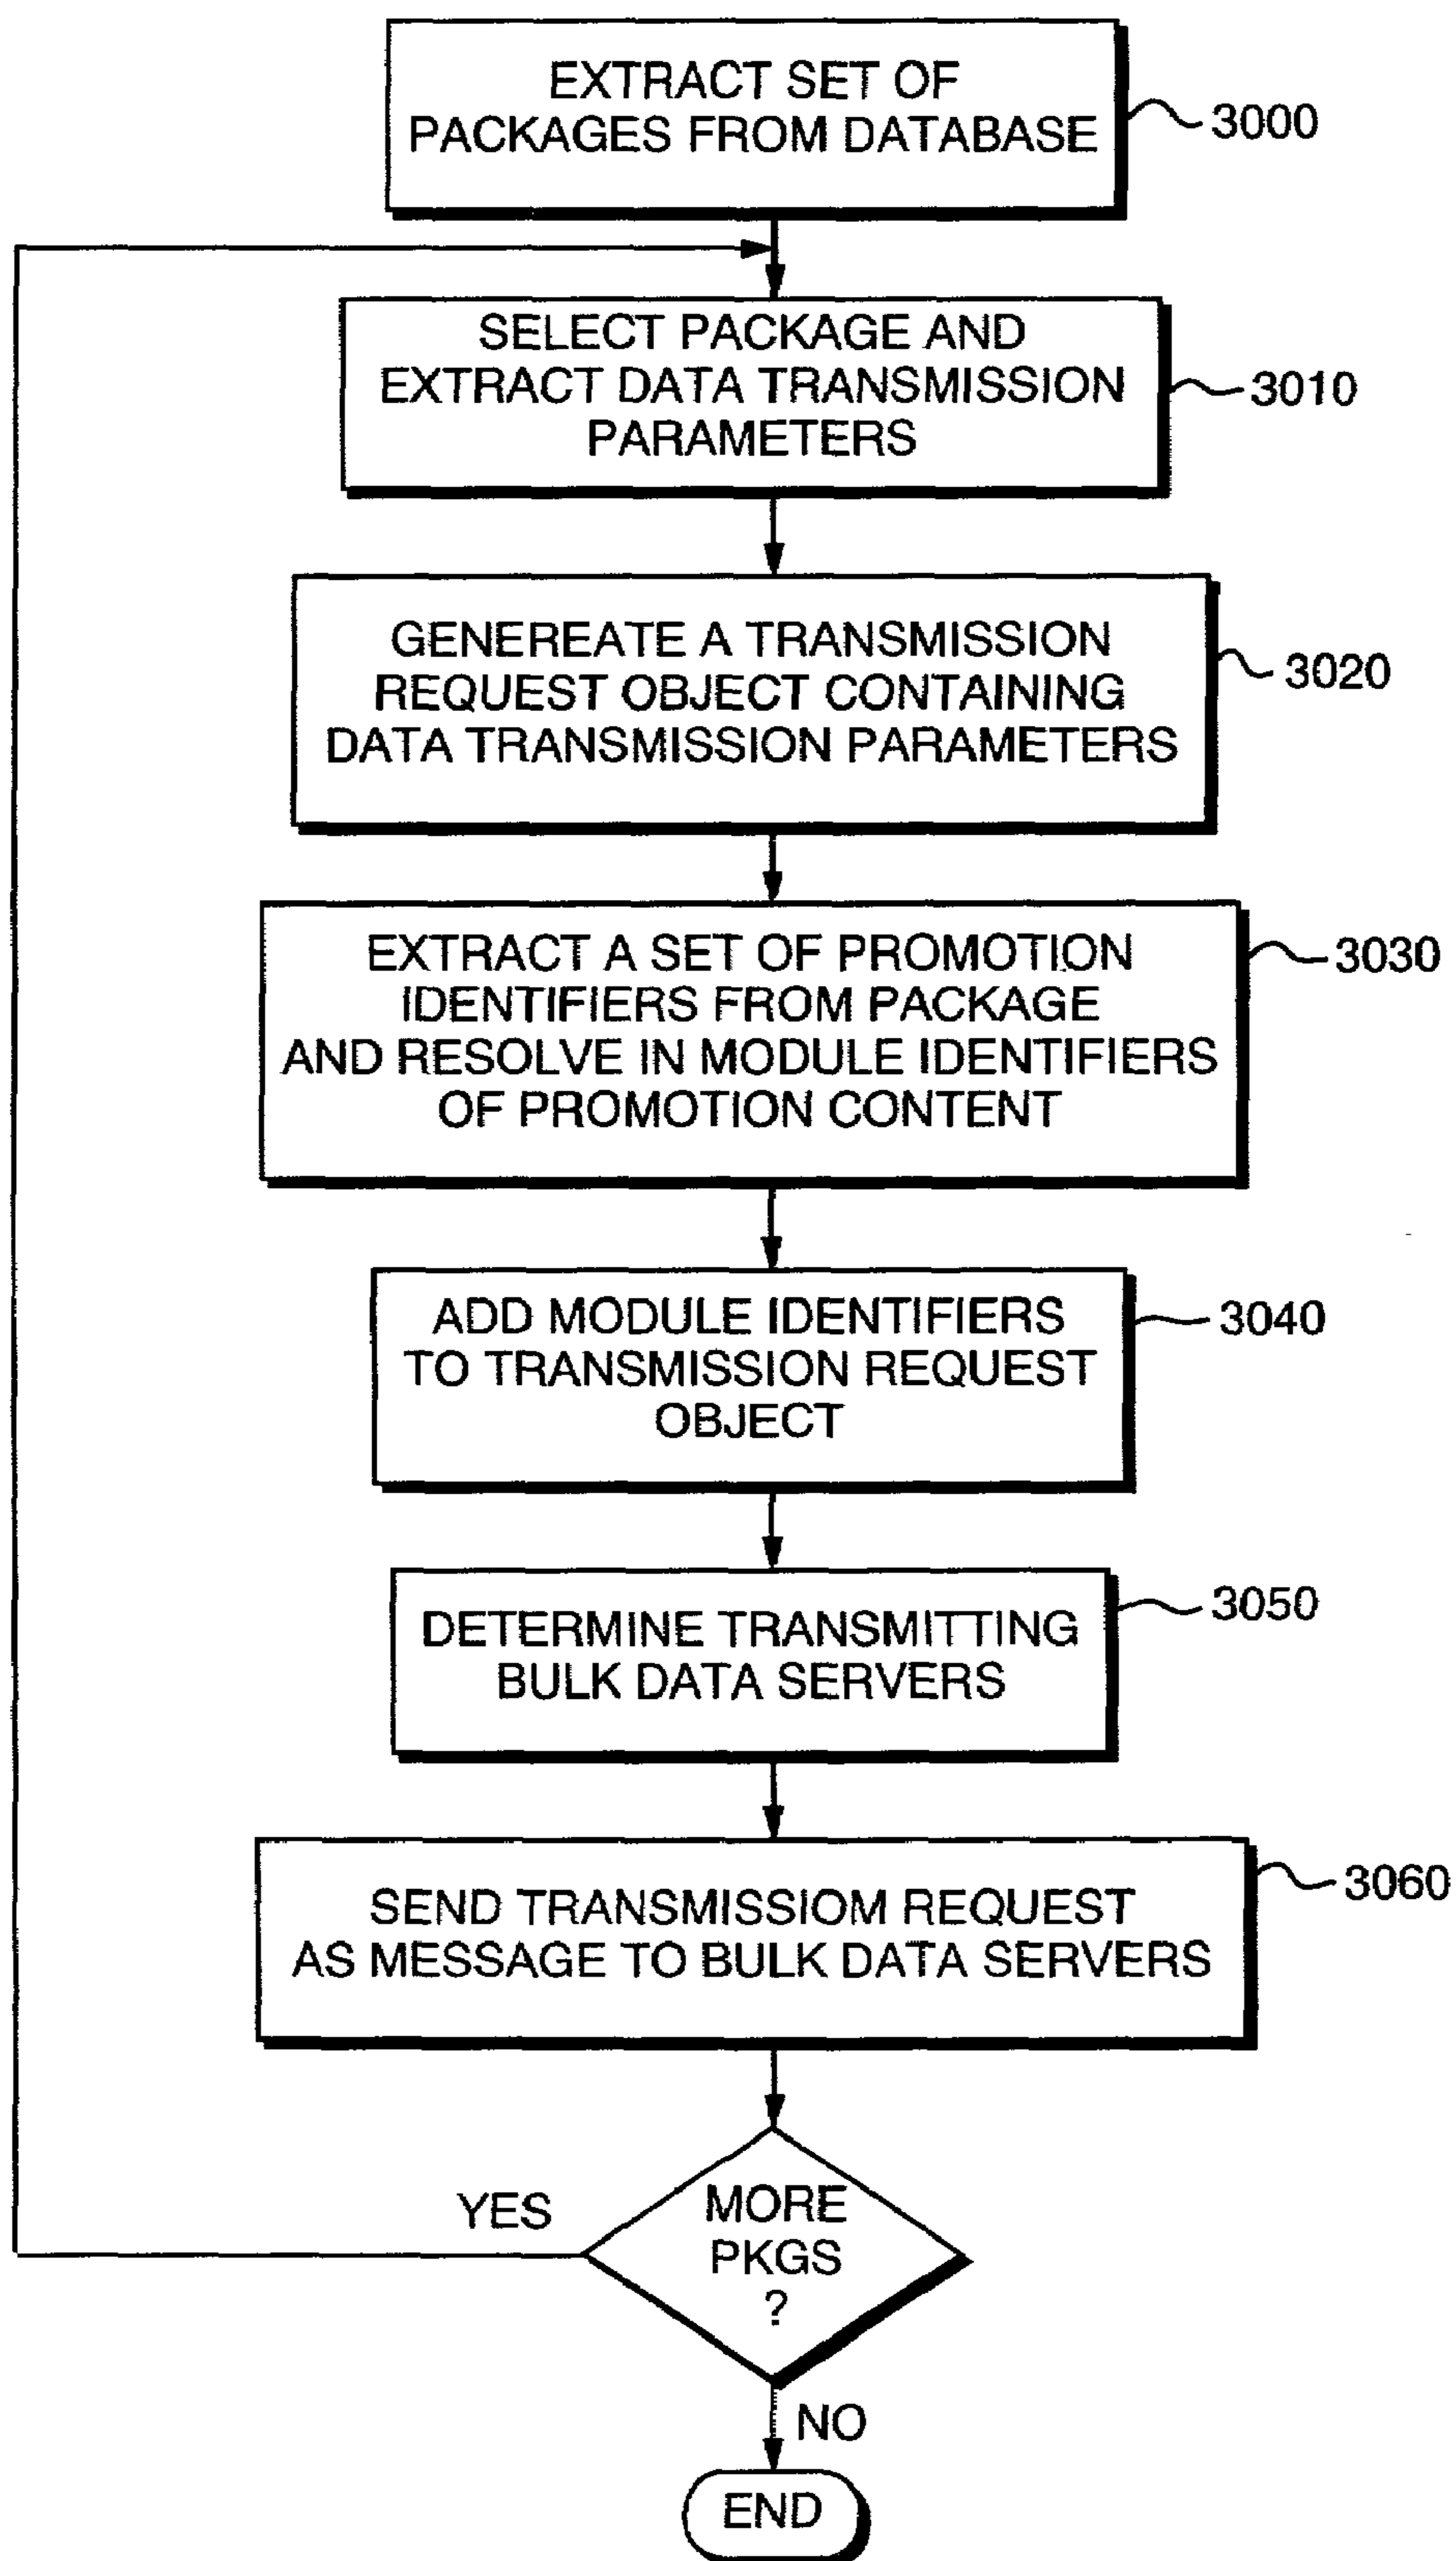 EXTRACT SET OF
PACKAGES FROM DATABASE
3000
SELECT PACKAGE AND
EXTRACT DATA TRANSMISSION
PARAMETERS
3010
GENEREATE A TRANSMISSION
REQUEST OBJECT CONTAINING
DATA TRANSMISSION PARAMETERS
3020
EXTRACT A SET OF PROMOTION
IDENTIFIERS FROM PACKAGE
AND RESOLVE IN MODULE IDENTIFIERS
OF PROMOTION CONTENT
3030
ADD MODULE IDENTIFIERS
TO TRANSMISSION REQUEST
OBJECT
3040
DETERMINE TRANSMITTING
BULK DATA SERVERS
3050
SEND TRANSMISSIOM REQUEST
AS MESSAGE TO BULK DATA SERVERS
3060
YES
MORE
PKGS
?
NO
END